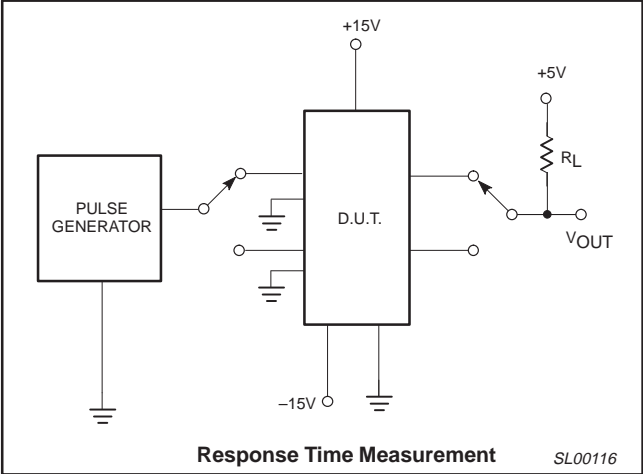 +15V
+5V
RL
PULSE
GENERATOR
D.U.T.
VOUT
–15V
Response Time Measurement
SL00116